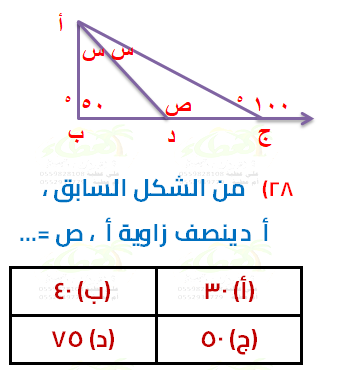 أ
س س
٥٠ °
ص
١٠٠ °
ب
د
ج
٢٨) من الشكل السابق ،
أ دينصف زاوية أ ، ص =...
(أ) ٣٠ (ب) ٤٠
(ج) ٥٠ (د) ٧٥